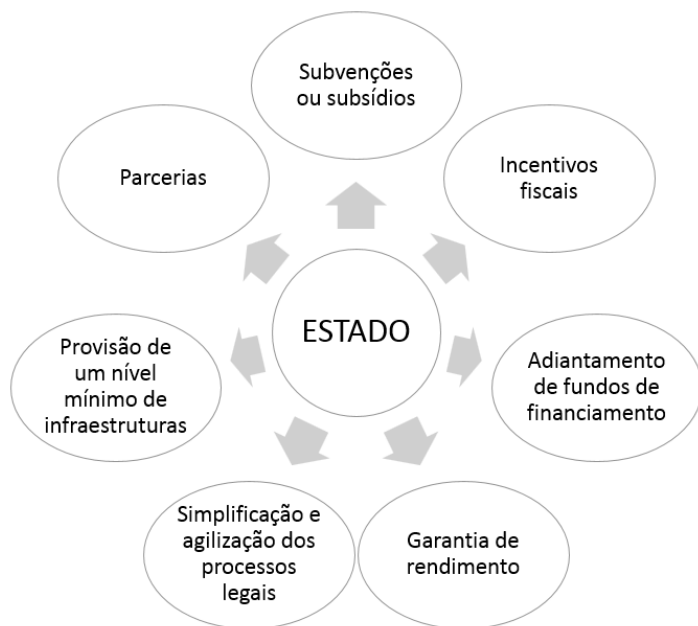 Subvenções
ou subsídios
Incentivos
fiscais
Adiantamento
de fundos de
financiamento
Garantia de
rendimento
Simplificação e
agilização dos
processos
legais
Provisão de
um nível
mínimo de
infraestruturas
Parcerias
ESTADO